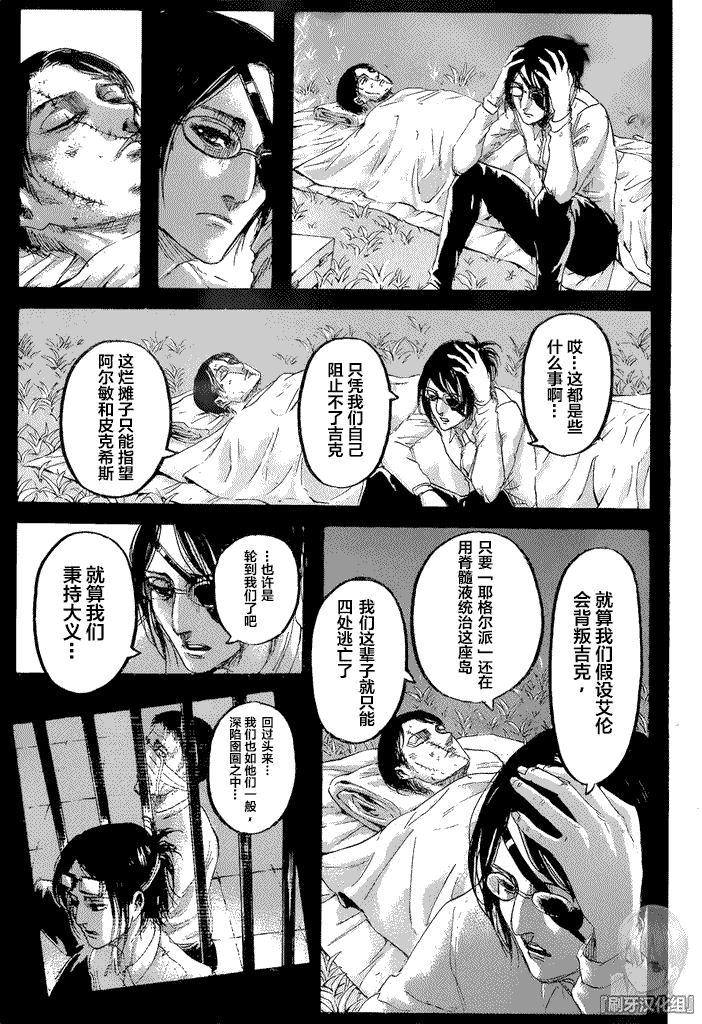 哎…这都是些
什么事啊…
只凭我们自己
阻止不了吉克
这烂摊子只能指望
阿尔敏和皮克希斯
就算我们假设艾伦
会背叛吉克，
只要「耶格尔派」还在
用脊髓液统治这座岛
我们这辈子就只能
四处逃亡了
…也许是
轮到我们了吧
就算我们
秉持大义…
回过头来…
我们也如他们一般，
深陷囹圄之中…
『刷牙汉化组』